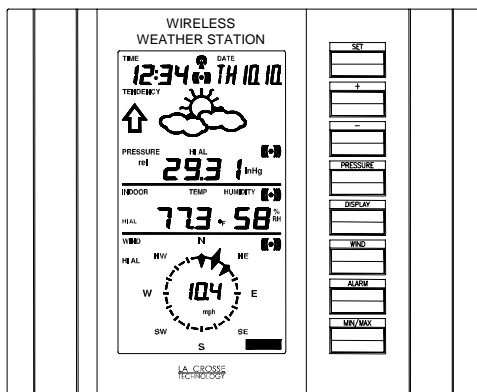 WIRELESS
WEATHER STATION
TIME DATE
12:34 TH 10.10.
TENDENCY
PRESSURE HI AL
rel 29.31 inHg
INDOOR TEMP HUMIDITY
HI AL 77.3 °F 58 % RH
WIND N
HI AL NW NE
W 10.4 E
mph
SW SE
S
LA CROSSE
TECHNOLOGY
SET
+
-
PRESSURE
DISPLAY
WIND
ALARM
MIN/MAX